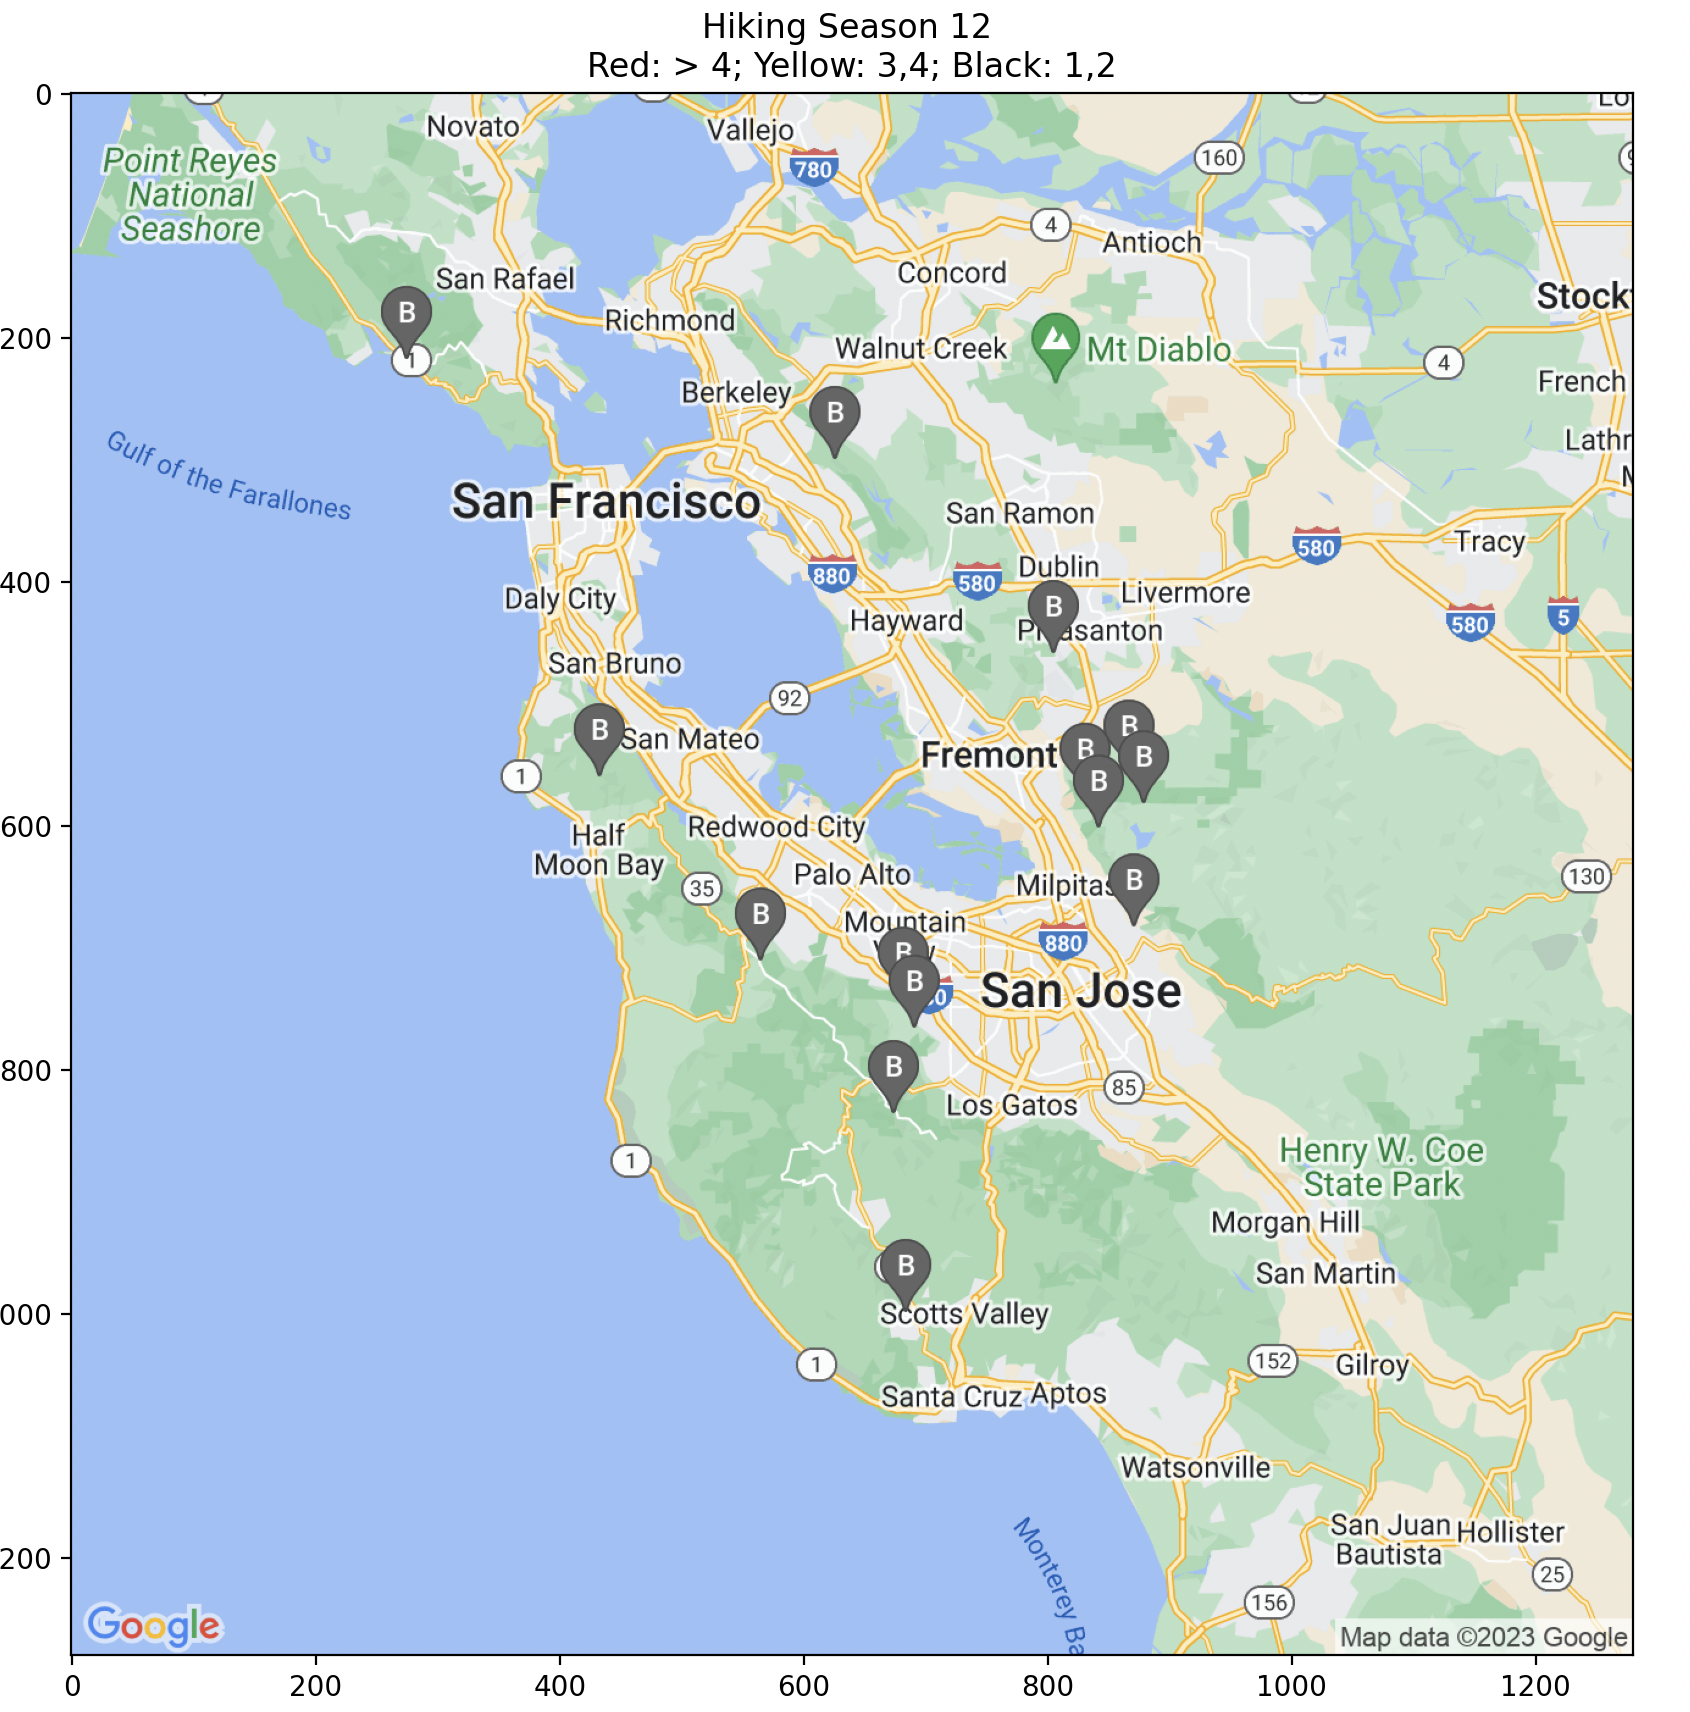 Hiking Season 12
Red: > 4; Yellow: 3,4; Black: 1,2
0
200
400
600
800
000
200
Novato
Vallejo
780
160
Point Reyes
National
Seashore
4
Antioch
San Rafael
Concord
Stock
B
1
Richmond
Walnut Creek
Mt Diablo
4
French
Berkeley
B
Lathr
Gulf of the Farallones
San Francisco
San Ramon
580
Tracy
880
580
Dublin
Livermore
Daly City
Hayward
B
580
5
San Bruno
92
B
San Mateo
Fremont
B
B
B
B
1
Half
Moon Bay
Redwood City
35
Palo Alto
Milpitas
B
130
B
Mountain
B
880
B
San Jose
B
85
Los Gatos
1
Henry W. Coe
State Park
Morgan Hill
San Martin
B
Scotts Valley
1
152
Gilroy
Santa Cruz
Aptos
Watsonville
Monterey Ba
San Juan
Bautista
Hollister
25
156
Google
Map data ©2023 Google
0
200
400
600
800
1000
1200